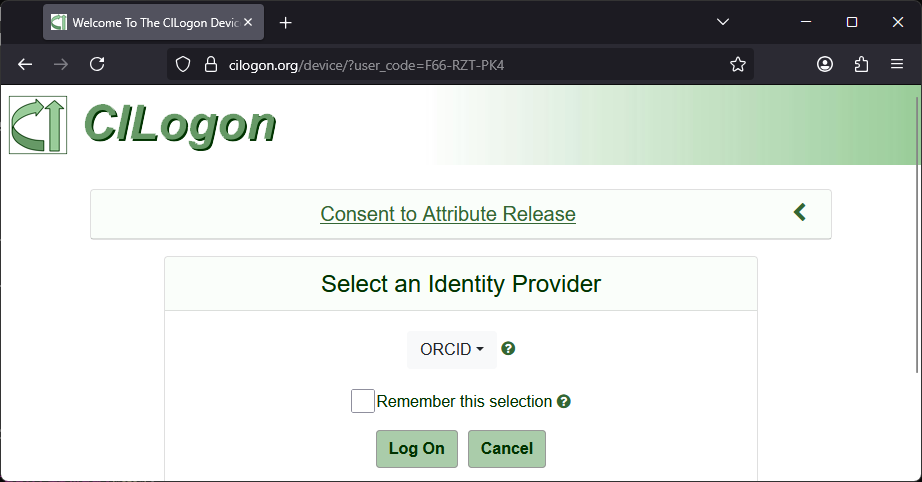 Welcome To The CILogon Devic
cilogon.org/device/?user_code=F66-RZT-PK4
CILogon
Consent to Attribute Release
Select an Identity Provider
ORCID
Remember this selection
Log On Cancel